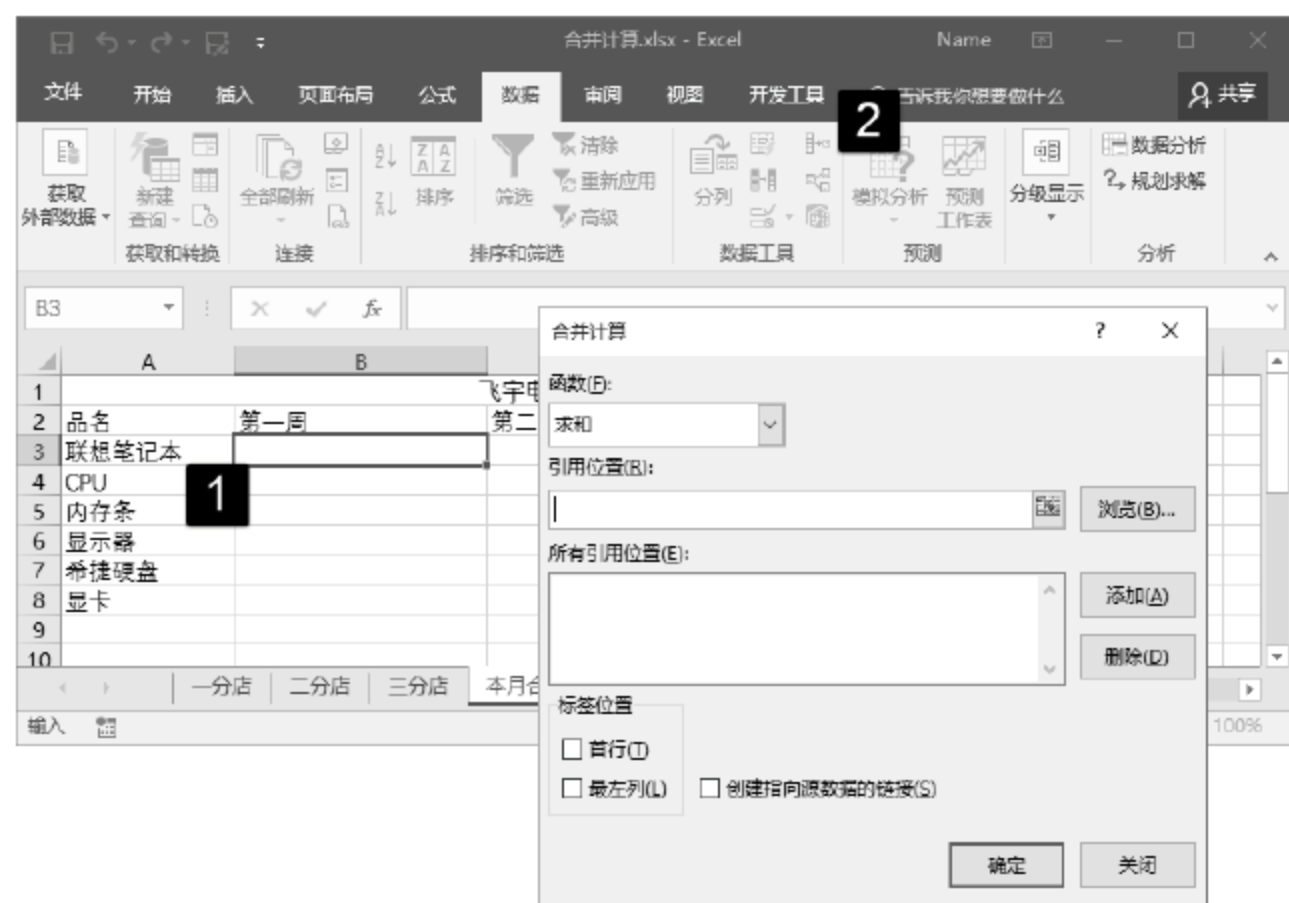 合并计算.xlsx - Excel Name
文件 开始 插入 页面布局 公式 数据 审阅 视图 开发工具 告诉我你想要做什么 共享
2
获取
外部数据
新建
查询
获取和转换
全部刷新
连接
排序
筛选
清除
重新应用
高级
排序和筛选
分列
数据工具
模拟分析
预测
工作表
预测
分级显示
数据分析
规划求解
分析
B3 fx
A B
1 飞宇电
2 品名 第一周 第二
3 联想笔记本
4 CPU
1
5 内存条
6 显示器
7 希捷硬盘
8 显卡
9
10
一分店 二分店 三分店 本月合
输入 100%
合并计算 ? ×
函数(F):
求和
引用位置(R):
浏览(B)...
所有引用位置(E):
添加(A)
删除(D)
标签位置
首行(T)
最左列(L) 创建指向源数据的链接(S)
确定 关闭